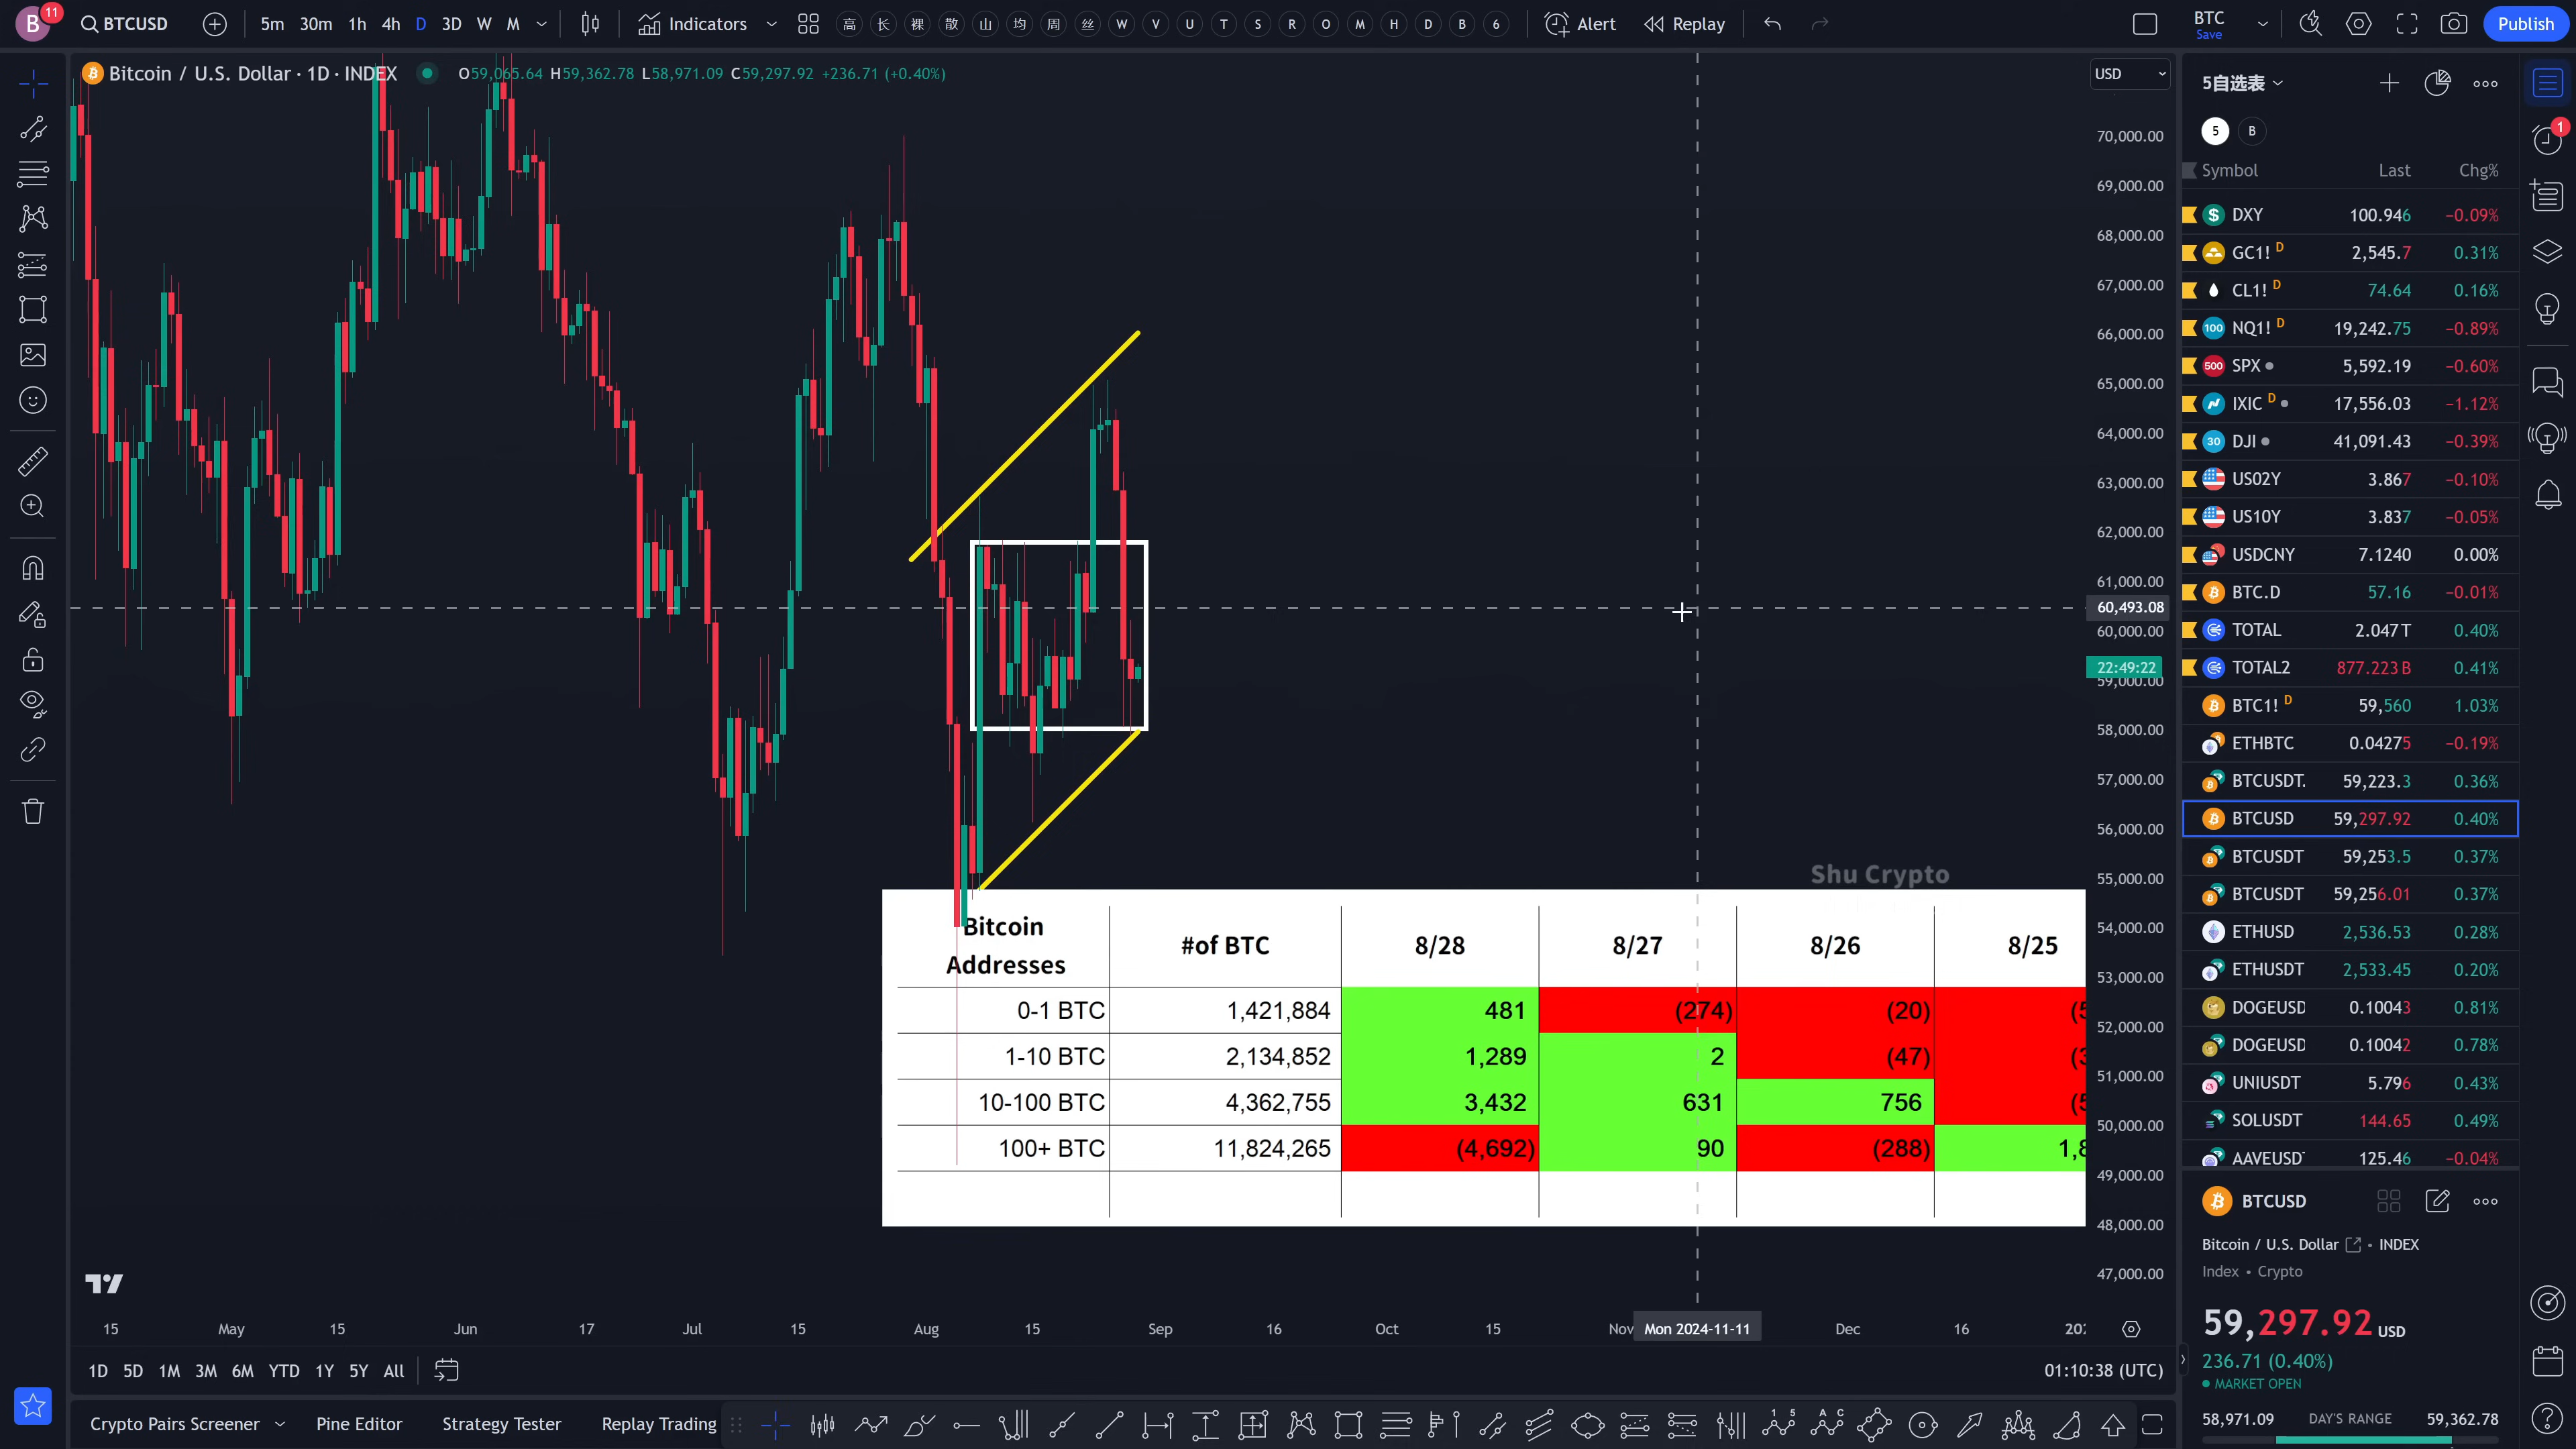 B 11 BTCUSD 5m 30m 1h 4h D 3D W M Indicators 高 长 裸 散 山 均 周 丝 W V U T S R O M H D B 6 Alert Replay BTC Save Publish
Bitcoin / U.S. Dollar · 1D · INDEX O59,065.64 H59,362.78 L58,971.09 C59,297.92 +236.71 (+0.40%)
USD
70,000.00
69,000.00
68,000.00
67,000.00
66,000.00
65,000.00
64,000.00
63,000.00
62,000.00
61,000.00
60,493.08
60,000.00
22:49:22
59,000.00
58,000.00
57,000.00
56,000.00
55,000.00
54,000.00
53,000.00
52,000.00
51,000.00
50,000.00
49,000.00
48,000.00
47,000.00
Shu Crypto
Bitcoin Addresses #of BTC 8/28 8/27 8/26 8/25
0-1 BTC 1,421,884 481 (274) (20)
1-10 BTC 2,134,852 1,289 2 (47)
10-100 BTC 4,362,755 3,432 631 756
100+ BTC 11,824,265 (4,692) 90 (288)
15 May 15 Jun 17 Jul 15 Aug 15 Sep 16 Oct 15 Nov Mon 2024-11-11 Dec 16
1D 5D 1M 3M 6M YTD 1Y 5Y All 01:10:38 (UTC)
Crypto Pairs Screener Pine Editor Strategy Tester Replay Trading
5自选表
5 B
1
Symbol Last Chg%
DXY 100.946 −0.09%
GC1! D 2,545.7 0.31%
CL1! D 74.64 0.16%
100 NQ1! D 19,242.75 −0.89%
500 SPX 5,592.19 −0.60%
IXIC D 17,556.03 −1.12%
30 DJI 41,091.43 −0.39%
US02Y 3.867 −0.10%
US10Y 3.837 −0.05%
USDCNY 7.1240 0.00%
BTC.D 57.16 −0.01%
TOTAL 2.047T 0.40%
TOTAL2 877.223B 0.41%
BTC1! D 59,560 1.03%
ETHBTC 0.04275 −0.19%
BTCUSDT. 59,223.3 0.36%
BTCUSD 59,297.92 0.40%
BTCUSDT 59,253.5 0.37%
BTCUSDT 59,256.01 0.37%
ETHUSD 2,536.53 0.28%
ETHUSDT 2,533.45 0.20%
DOGEUSD 0.10043 0.81%
DOGEUSD 0.10042 0.78%
UNIUSDT 5.796 0.43%
SOLUSDT 144.65 0.49%
AAVEUSD 125.46 −0.04%
BTCUSD
Bitcoin / U.S. Dollar • INDEX
Index • Crypto
59,297.92 USD
236.71 (0.40%)
MARKET OPEN
58,971.09 DAY'S RANGE 59,362.78